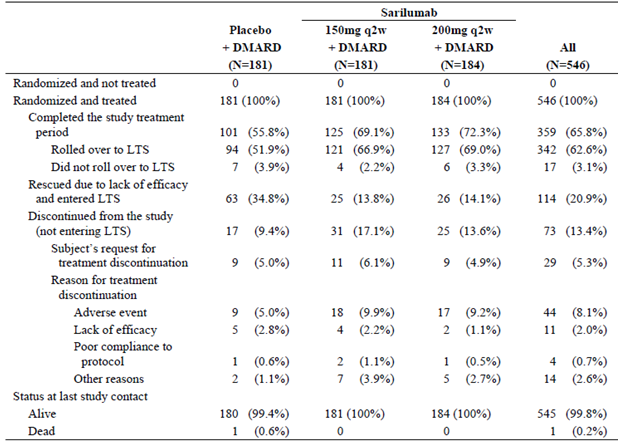 Sarilumab
Placebo 150mg q2w 200mg q2w
+ DMARD + DMARD + DMARD All
(N=181) (N=181) (N=184) (N=546)
Randomized and not treated 0 0 0 0
Randomized and treated 181 (100%) 181 (100%) 184 (100%) 546 (100%)
Completed the study treatment
period 101 (55.8%) 125 (69.1%) 133 (72.3%) 359 (65.8%)
Rolled over to LTS 94 (51.9%) 121 (66.9%) 127 (69.0%) 342 (62.6%)
Did not roll over to LTS 7 (3.9%) 4 (2.2%) 6 (3.3%) 17 (3.1%)
Rescued due to lack of efficacy
and entered LTS 63 (34.8%) 25 (13.8%) 26 (14.1%) 114 (20.9%)
Discontinued from the study
(not entering LTS) 17 (9.4%) 31 (17.1%) 25 (13.6%) 73 (13.4%)
Subject`s request for
treatment discontinuation 9 (5.0%) 11 (6.1%) 9 (4.9%) 29 (5.3%)
Reason for treatment
discontinuation
Adverse event 9 (5.0%) 18 (9.9%) 17 (9.2%) 44 (8.1%)
Lack of efficacy 5 (2.8%) 4 (2.2%) 2 (1.1%) 11 (2.0%)
Poor compliance to
protocol 1 (0.6%) 2 (1.1%) 1 (0.5%) 4 (0.7%)
Other reasons 2 (1.1%) 7 (3.9%) 5 (2.7%) 14 (2.6%)
Status at last study contact
Alive 180 (99.4%) 181 (100%) 184 (100%) 545 (99.8%)
Dead 1 (0.6%) 0 0 1 (0.2%)